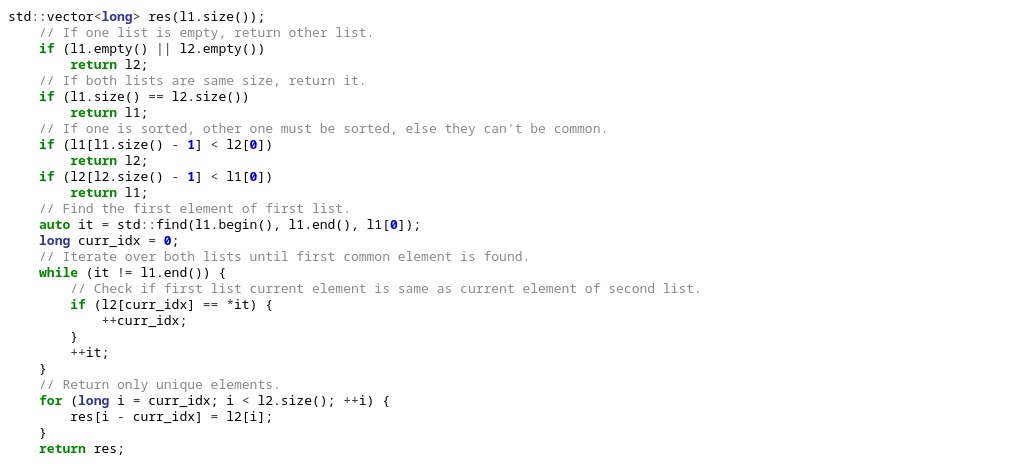 std::vector<long> res(l1.size());
    // If one list is empty, return other list.
    if (l1.empty() || l2.empty())
        return l2;
    // If both lists are same size, return it.
    if (l1.size() == l2.size())
        return l1;
    // If one is sorted, other one must be sorted, else they can't be common.
    if (l1[l1.size() - 1] < l2[0])
        return l2;
    if (l2[l2.size() - 1] < l1[0])
        return l1;
    // Find the first element of first list.
    auto it = std::find(l1.begin(), l1.end(), l1[0]);
    long curr_idx = 0;
    // Iterate over both lists until first common element is found.
    while (it != l1.end()) {
        // Check if first list current element is same as current element of second list.
        if (l2[curr_idx] == *it) {
            ++curr_idx;
        }
        ++it;
    }
    // Return only unique elements.
    for (long i = curr_idx; i < l2.size(); ++i) {
        res[i - curr_idx] = l2[i];
    }
    return res;